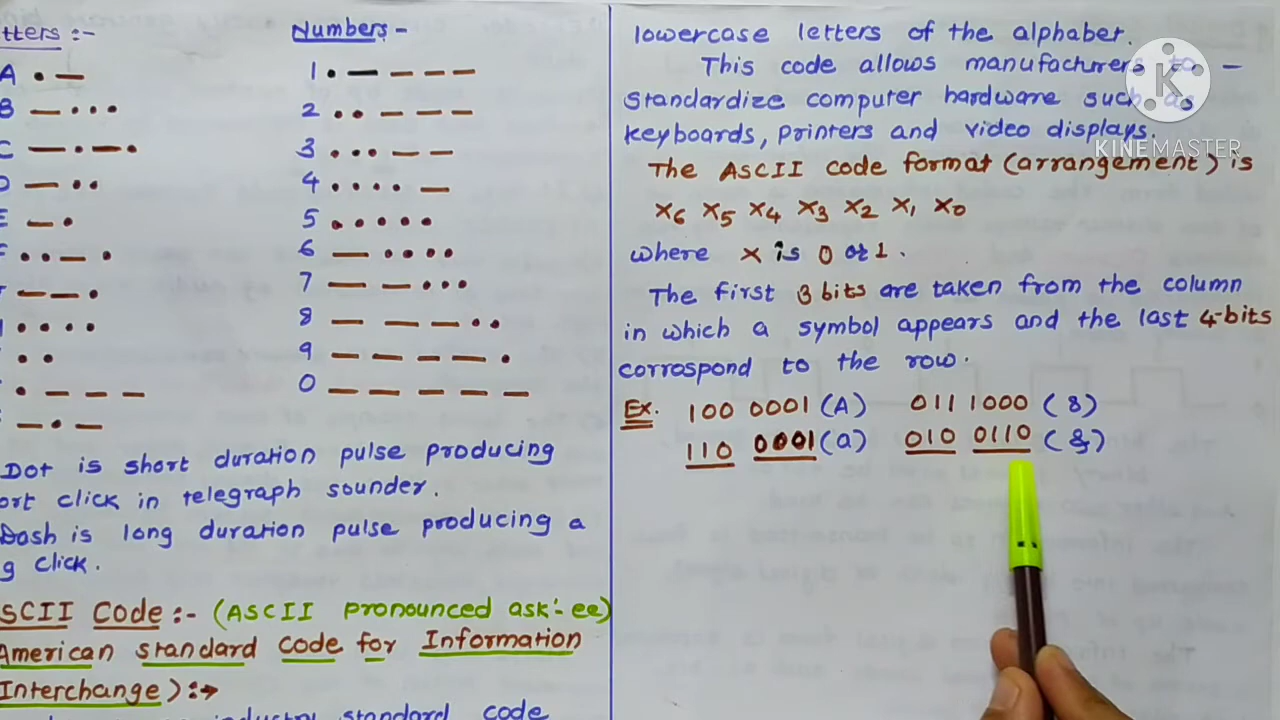 tters :-
A • —
B — • • •
C — • — •
D — • •
E — •
F • • — •
— — •
• • • •
• •
• — — —
— • —
Dot is short duration pulse producing
ort click in telegraph sounder.
Dash is long duration pulse producing a
g click.
SCII Code :- (ASCII pronounced ask'-ee)
American standard code for Information
Interchange) :→
industry standard code
Numbers -
1 • — — — —
2 • • — — —
3 • • • — —
4 • • • • —
5 • • • • •
6 — • • • •
7 — — • • •
8 — — — • •
9 — — — — •
0 — — — — —
lowercase letters of the alphaber.
This code allows manufacturers to -
standardize computer hardware such as
keyboards, printers and video displays.
K
KINEMASTER
The ASCII code format (arrangement) is
x6 x5 x4 x3 x2 x1 x0
where x is 0 or 1.
The first 3 bits are taken from the column
in which a symbol appears and the last 4-bits
correspond to the row.
Ex. 100 0001 (A) 011 1000 (8)
110 0001 (a) 010 0110 (&)